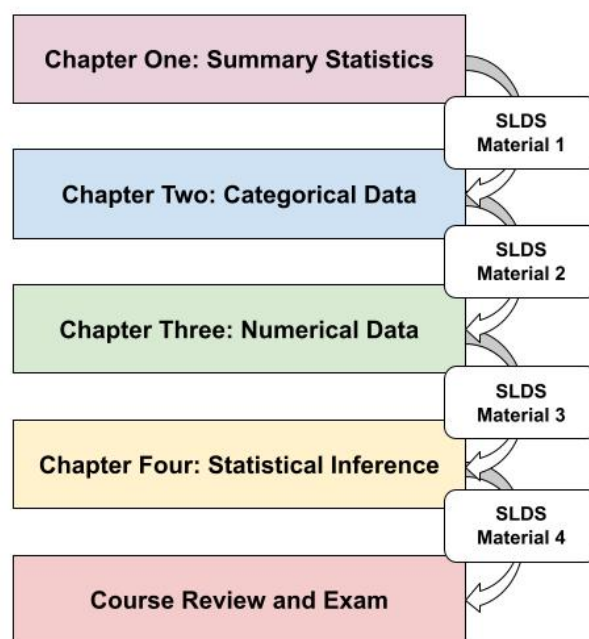 Chapter One: Summary Statistics
SLDS
Material 1
Chapter Two: Categorical Data
SLDS
Material 2
Chapter Three: Numerical Data
SLDS
Material 3
Chapter Four: Statistical Inference
SLDS
Material 4
Course Review and Exam